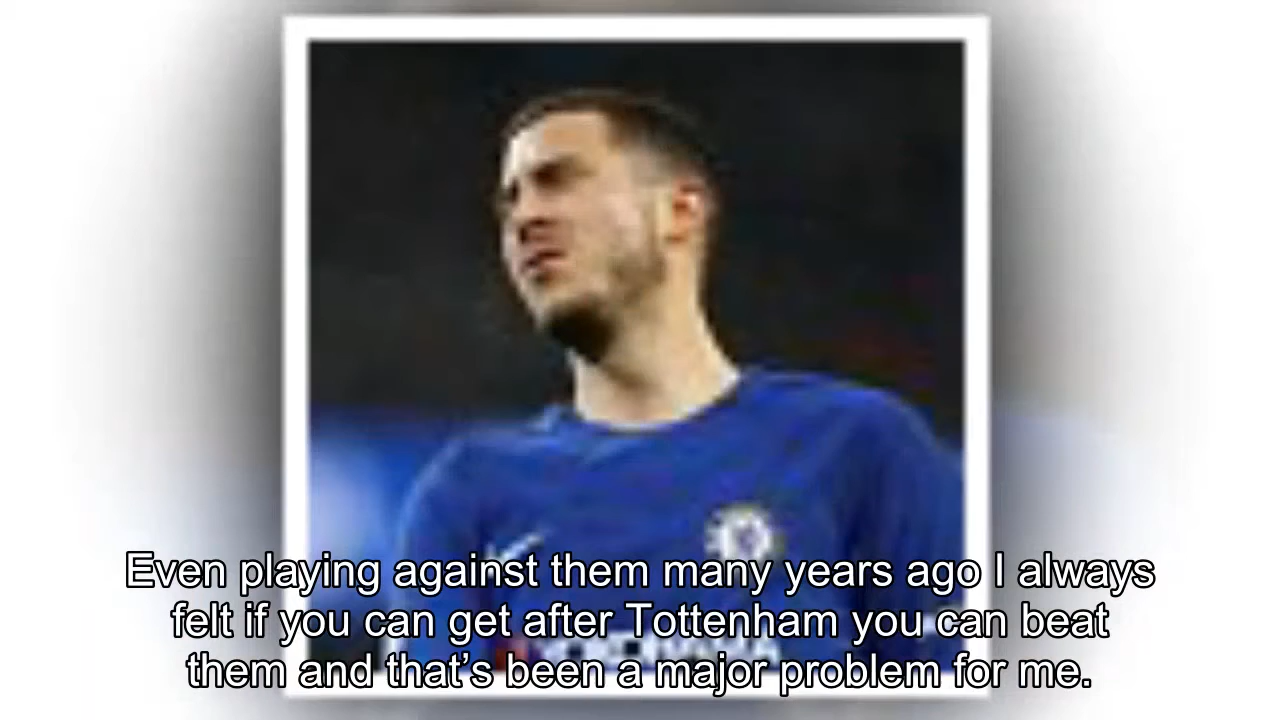 Even playing against them many years ago I always
felt if you can get after Tottenham you can beat
them and that’s been a major problem for me.